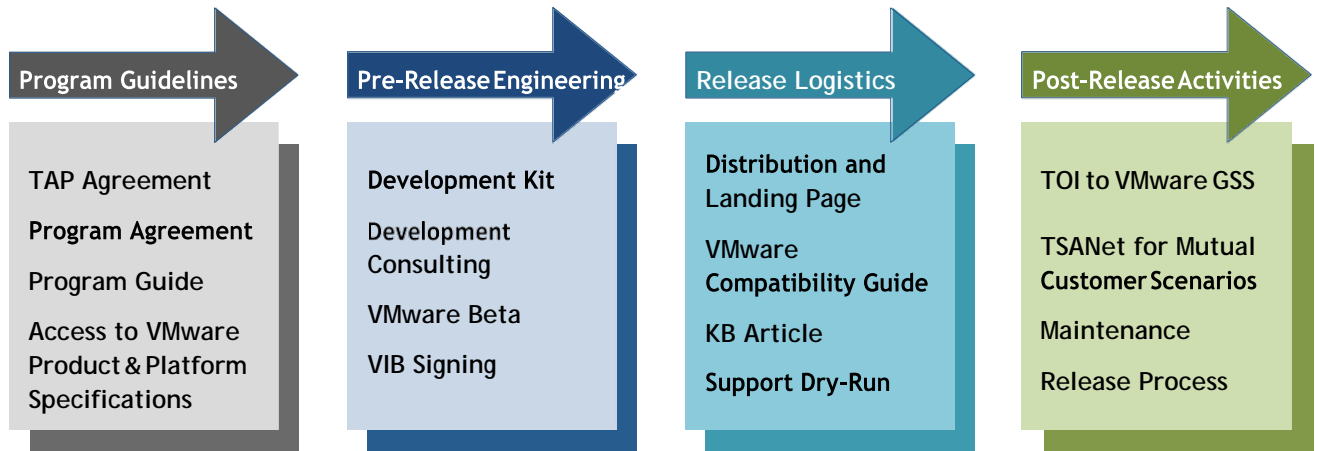 Program Guidelines
TAP Agreement
Program Agreement
Program Guide
Access to VMware
Product & Platform
Specifications
Pre-Release Engineering
Development Kit
Development
Consulting
VMware Beta
VIB Signing
Release Logistics
Distribution and
Landing Page
VMware
Compatibility Guide
KB Article
Support Dry-Run
Post-Release Activities
TOI to VMware GSS
TSANet for Mutual
Customer Scenarios
Maintenance
Release Process